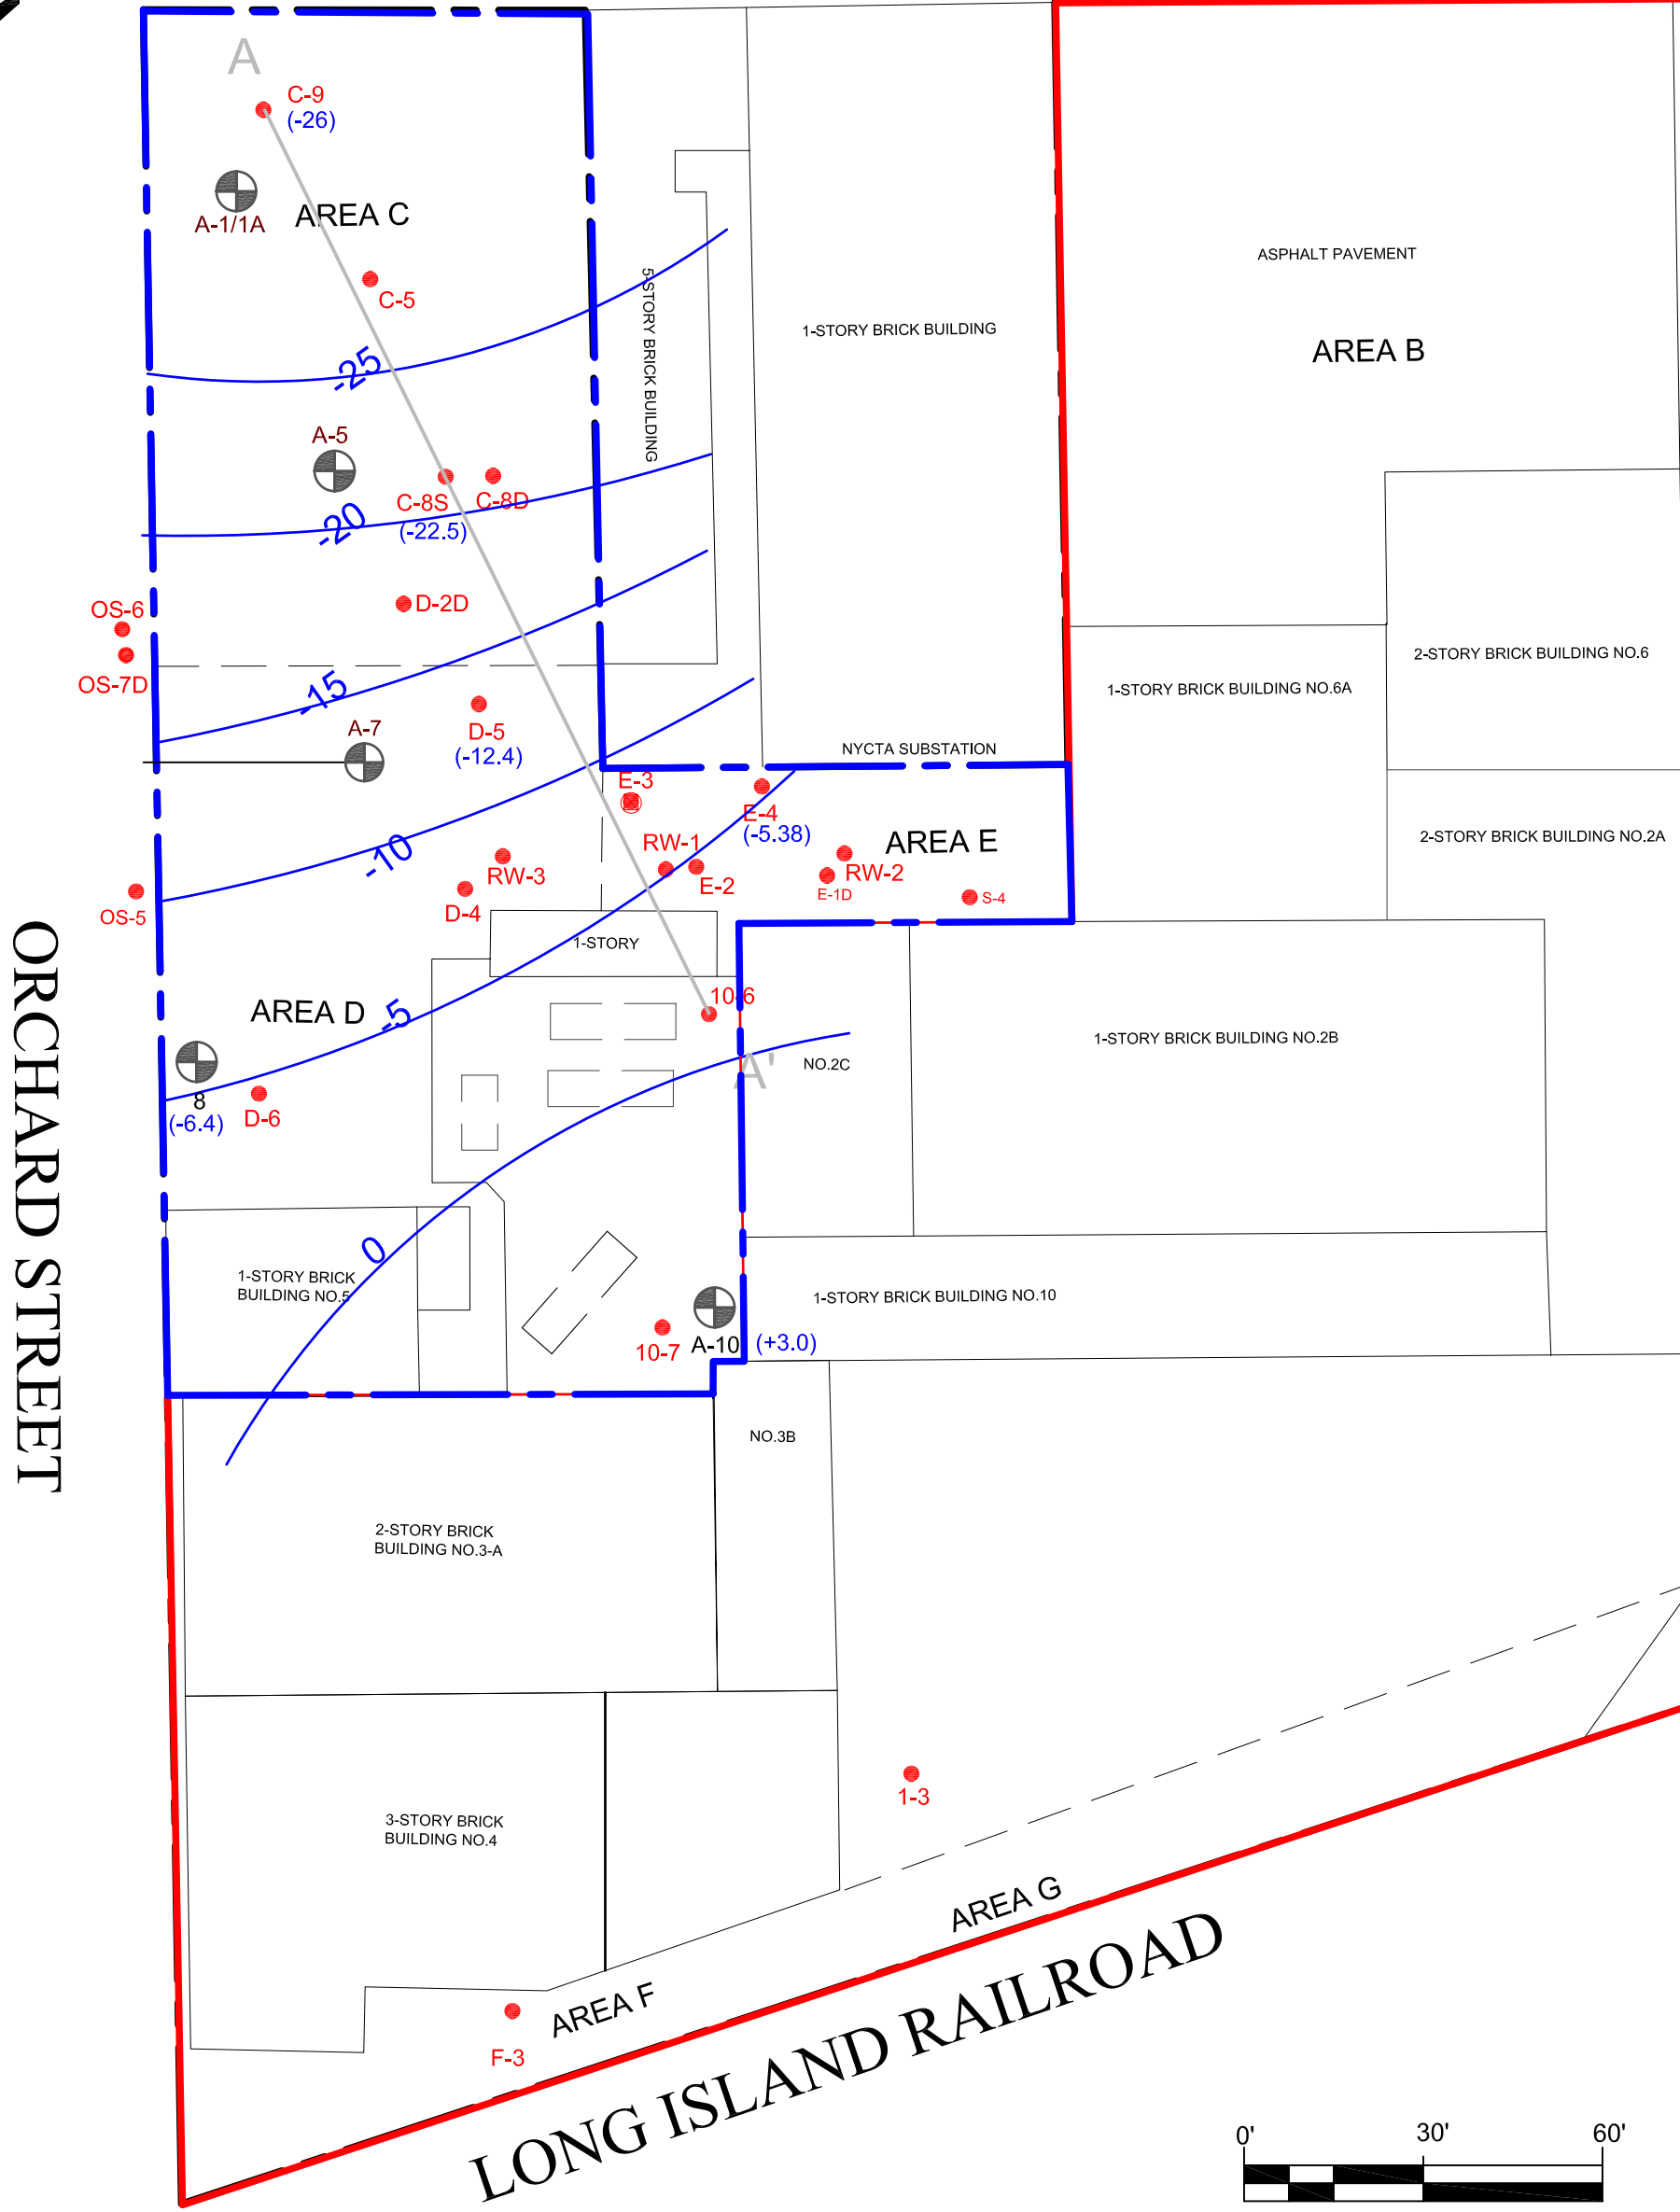 A
C-9
(-26)
A-1/1A
AREA C
C-5
5-STORY BRICK BUILDING
1-STORY BRICK BUILDING
ASPHALT PAVEMENT
AREA B
-25
A-5
C-8S
C-8D
-20
(-22.5)
OS-6
D-2D
OS-7D
-15
A-7
D-5
(-12.4)
2-STORY BRICK BUILDING NO.6
1-STORY BRICK BUILDING NO.6A
NYCTA SUBSTATION
E-3
E-4
(-5.38)
AREA E
2-STORY BRICK BUILDING NO.2A
-10
RW-1
RW-3
E-2
RW-2
E-1D
S-4
OS-5
D-4
1-STORY
10-6
AREA D
-5
1-STORY BRICK BUILDING NO.2B
NO.2C
A'
8
(-6.4)
D-6
ORCHARD STREET
0
1-STORY BRICK
BUILDING NO.5
1-STORY BRICK BUILDING NO.10
10-7
A-10
(+3.0)
NO.3B
2-STORY BRICK
BUILDING NO.3-A
1-3
3-STORY BRICK
BUILDING NO.4
AREA G
AREA F
F-3
LONG ISLAND RAILROAD
0'
30'
60'